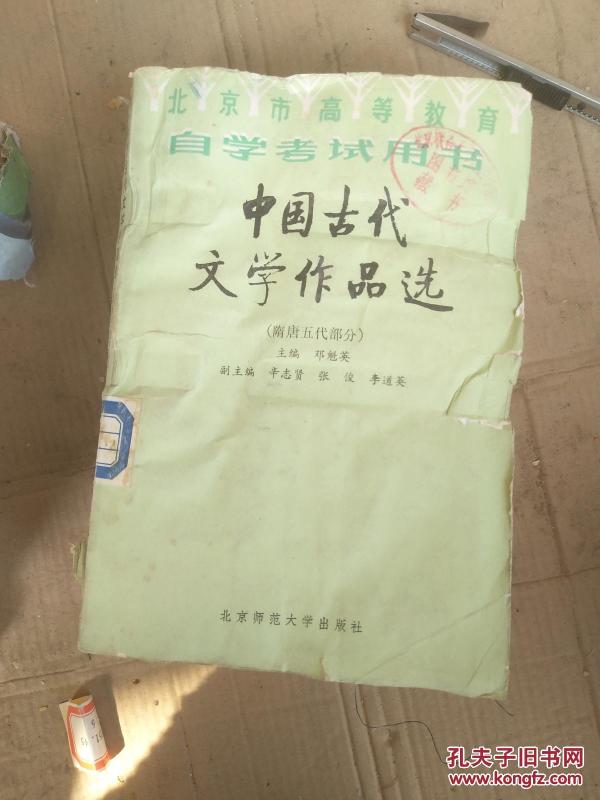 北京市高等教育
自学考试用书
中国古代
文学作品选
(隋唐五代部分)
主编 邓魁英
副主编 辛志贤 张俊 李道英
北京师范大学出版社
孔夫子旧书网
www.kongfz.com